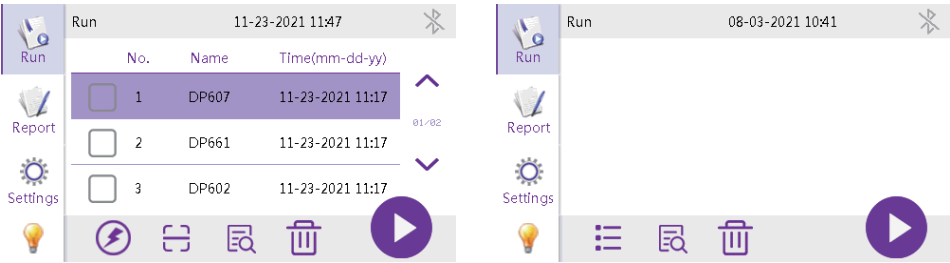 Run 11-23-2021 11:47
Run
No. Name Time(mm-dd-yy)
1 DP607 11-23-2021 11:17
01/02
Report
2 DP661 11-23-2021 11:17
3 DP602 11-23-2021 11:17
Settings
Run 08-03-2021 10:41
Run
Report
Settings